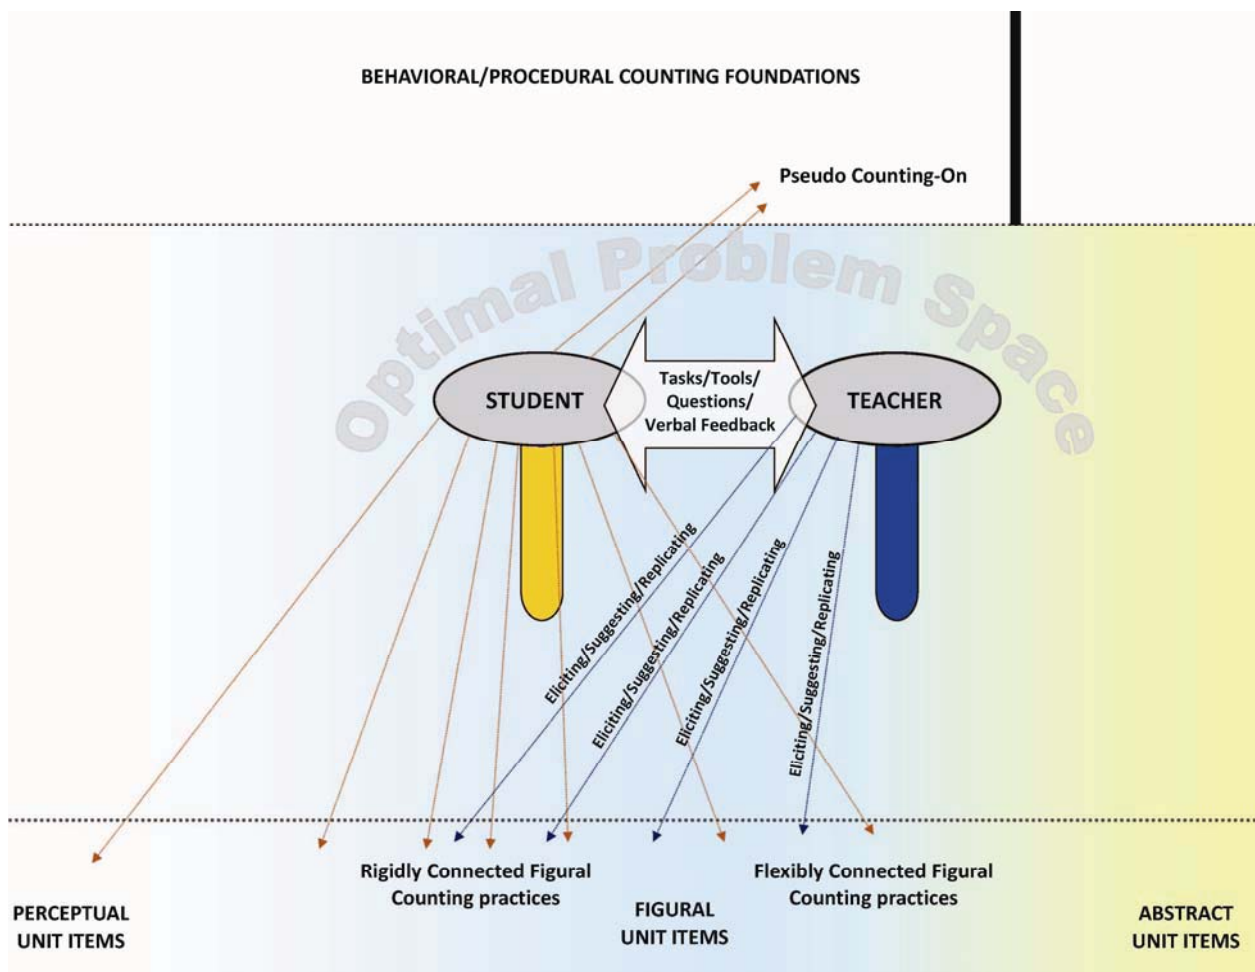 BEHAVIORAL/PROCEDURAL COUNTING FOUNDATIONS
Pseudo Counting-On
Optimal Problem Space
Tasks/Tools/
Questions/
Verbal Feedback
STUDENT
TEACHER
Eliciting/Suggesting/Replicating
Eliciting/Suggesting/Replicating
Eliciting/Suggesting/Replicating
Eliciting/Suggesting/Replicating
Rigidly Connected Figural
Counting practices
Flexibly Connected Figural
Counting practices
PERCEPTUAL
UNIT ITEMS
FIGURAL
UNIT ITEMS
ABSTRACT
UNIT ITEMS